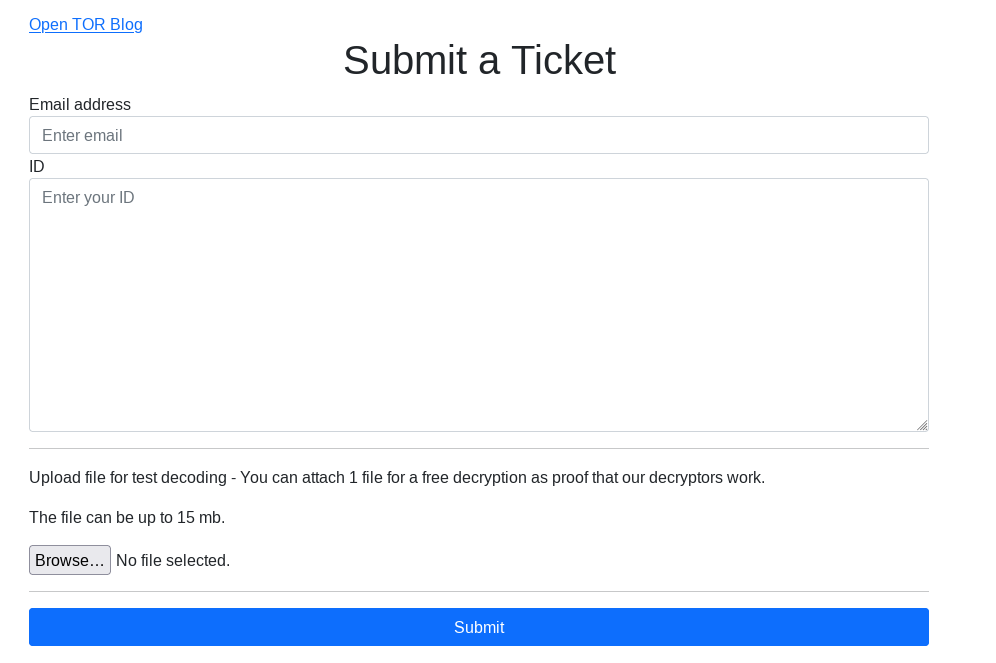 Open TOR Blog
Submit a Ticket
Email address
Enter email
ID
Enter your ID
Upload file for test decoding - You can attach 1 file for a free decryption as proof that our decryptors work.
The file can be up to 15 mb.
Browse… No file selected.
Submit